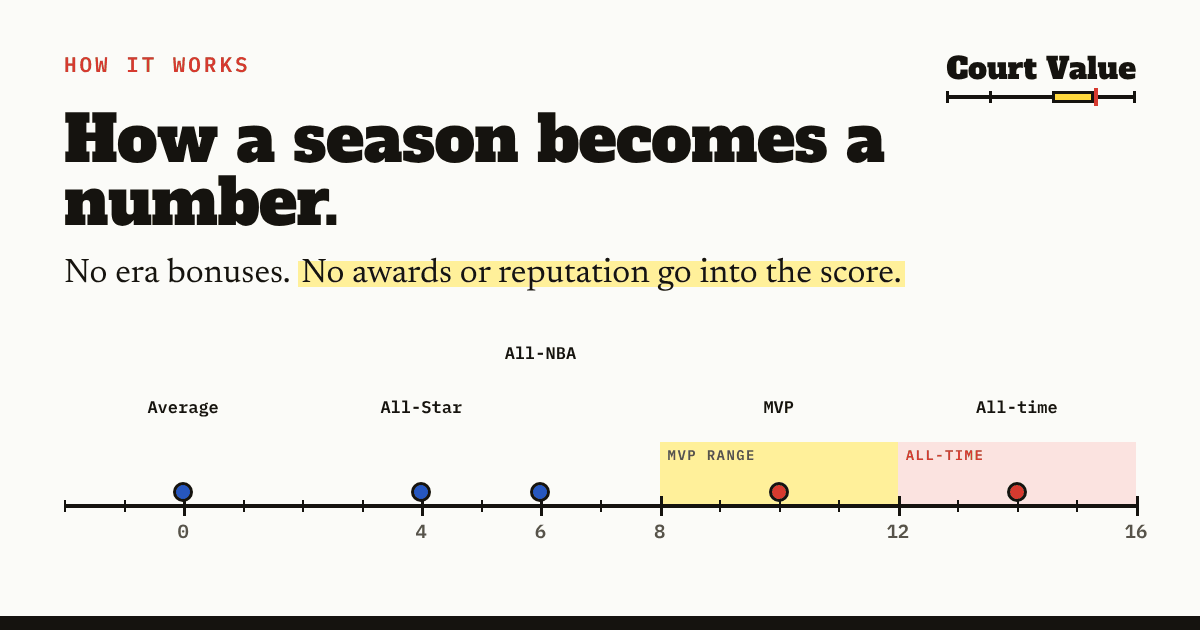 HOW IT WORKS
Court Value
How a season becomes a
number.
No era bonuses. No awards or reputation go into the score.
All-NBA
Average
All-Star
MVP
All-time
MVP RANGE
ALL-TIME
0
4
6
8
12
16